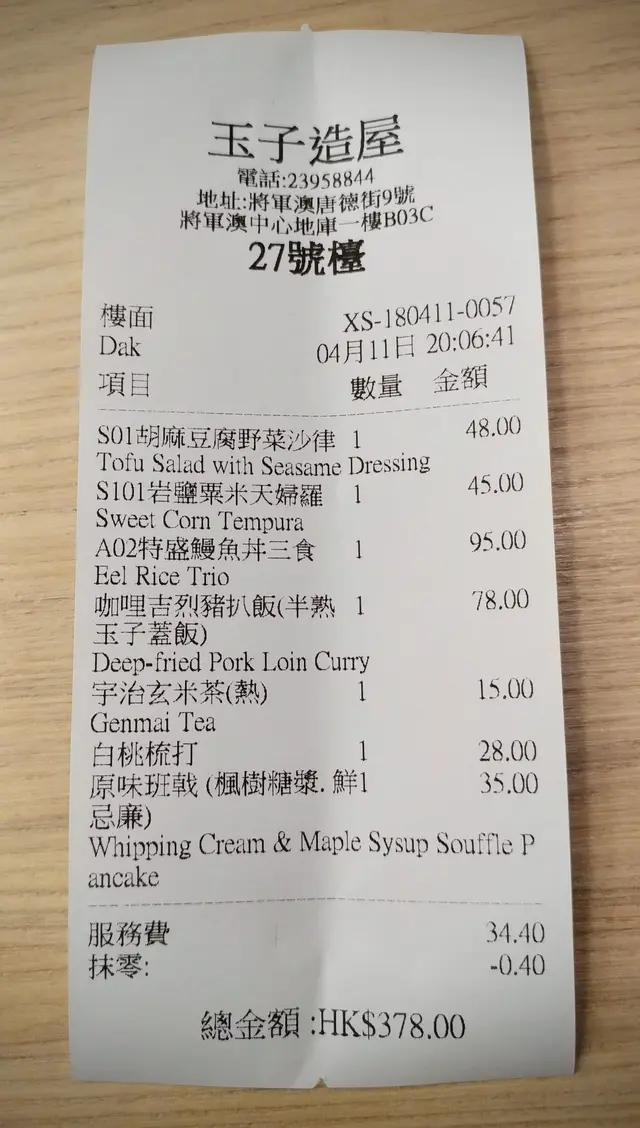 玉子造屋
電話:23958844
地址:將軍澳唐德街9號
將軍澳中心地庫一樓B03C
27號檯
樓面 XS-180411-0057
Dak 04月11日 20:06:41
項目 數量 金額
S01胡麻豆腐野菜沙律 1 48.00
Tofu Salad with Seasame Dressing
S101岩鹽粟米天婦羅 1 45.00
Sweet Corn Tempura
A02特盛鰻魚丼三食 1 95.00
Eel Rice Trio
咖哩吉烈豬扒飯(半熟 1 78.00
玉子蓋飯)
Deep-fried Pork Loin Curry
宇治玄米茶(熱) 1 15.00
Genmai Tea
白桃梳打 1 28.00
原味班戟 (楓樹糖漿. 鮮1 35.00
忌廉)
Whipping Cream & Maple Sysup Souffle P
ancake
服務費 34.40
抹零: -0.40
總金額 :HK$378.00